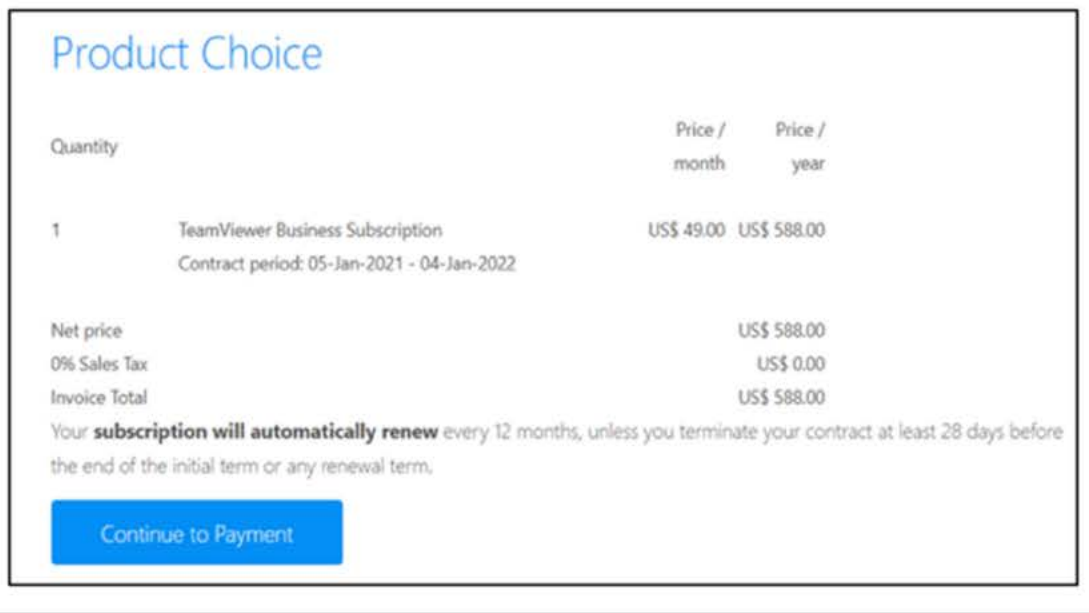 Product Choice
Quantity
Price / Price /
month year
1 TeamViewer Business Subscription US$ 49.00 US$ 588.00
Contract period: 05-Jan-2021 - 04-Jan-2022
Net price US$ 588.00
0% Sales Tax US$ 0.00
Invoice Total US$ 588.00
Your subscription will automatically renew every 12 months, unless you terminate your contract at least 28 days before
the end of the initial term or any renewal term.
Continue to Payment